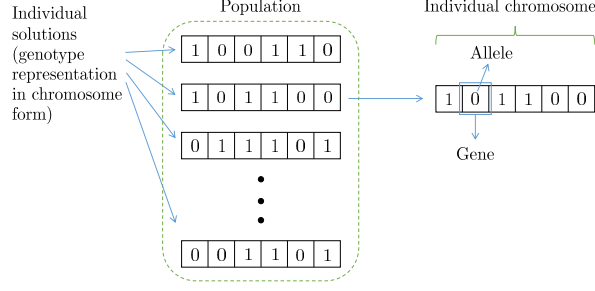 Individual
solutions
(genotype
representation
in chromosome
form)
Population
1 0 0 1 1 0
1 0 1 1 0 0
0 1 1 1 0 1
0 0 1 1 0 1
Individual chromosome
Allele
1 0 1 1 0 0
Gene